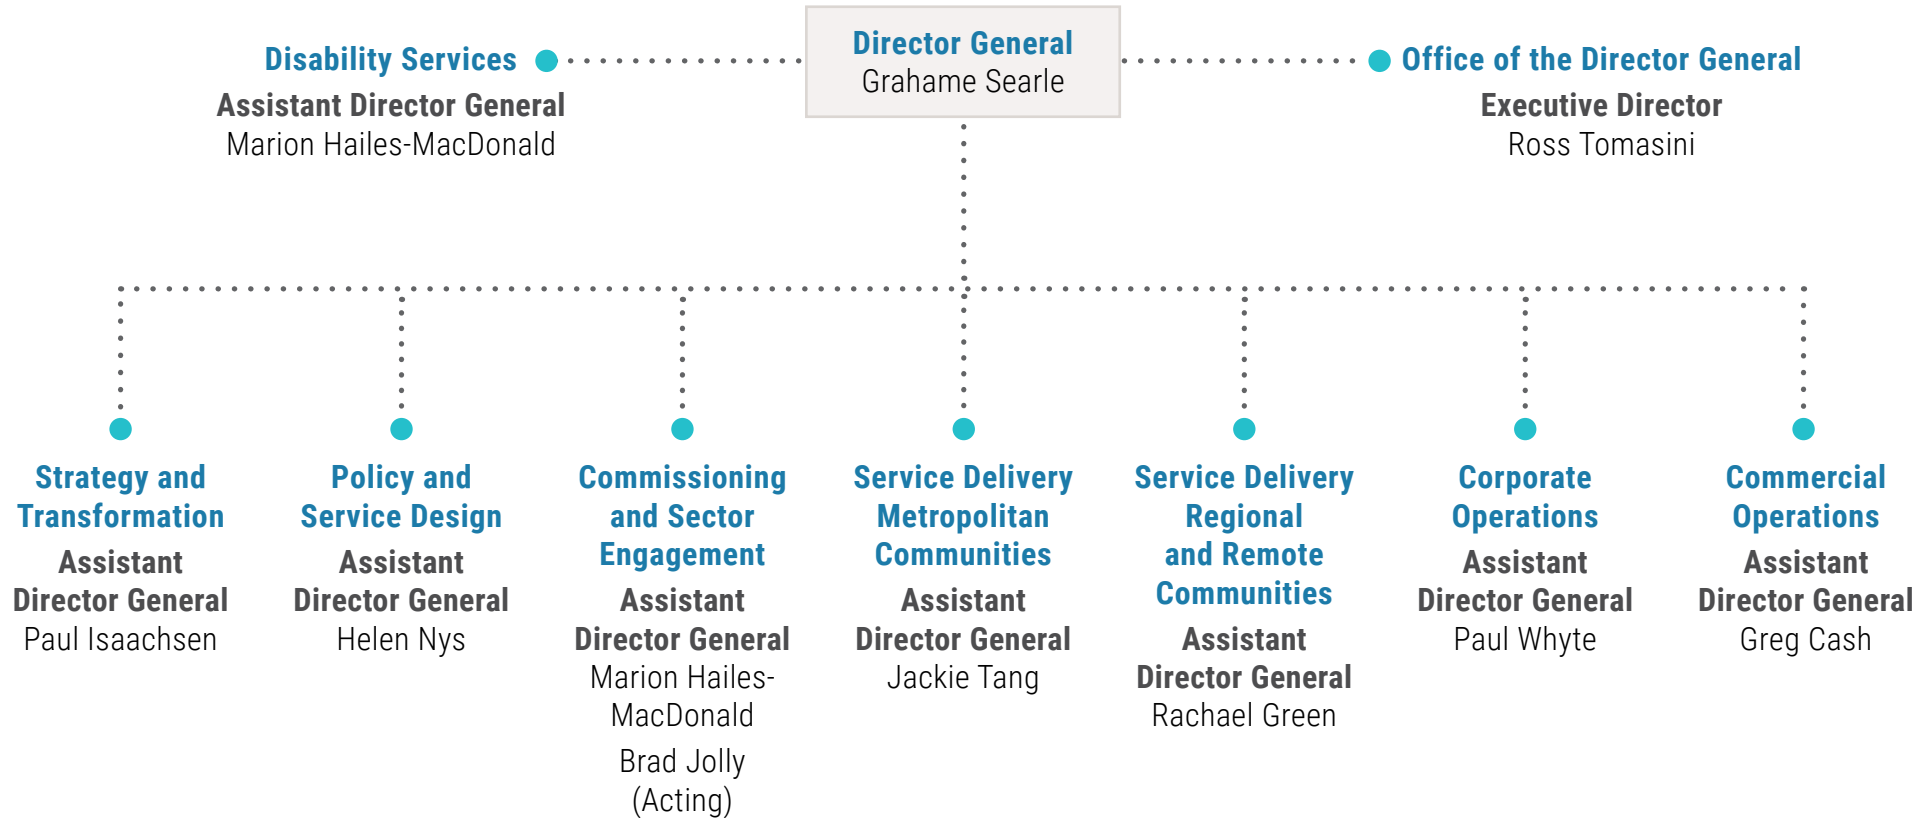 Disability Services
Assistant Director General
Marion Hailes-MacDonald
Director General
Grahame Searle
Office of the Director General
Executive Director
Ross Tomasini
Strategy and
Transformation
Assistant
Director General
Paul Isaachsen
Policy and
Service Design
Assistant
Director General
Helen Nys
Commissioning
and Sector
Engagement
Assistant
Director General
Marion Hailes-
MacDonald
Brad Jolly
(Acting)
Service Delivery
Metropolitan
Communities
Assistant
Director General
Jackie Tang
Service Delivery
Regional
and Remote
Communities
Assistant
Director General
Rachael Green
Corporate
Operations
Assistant
Director General
Paul Whyte
Commercial
Operations
Assistant
Director General
Greg Cash